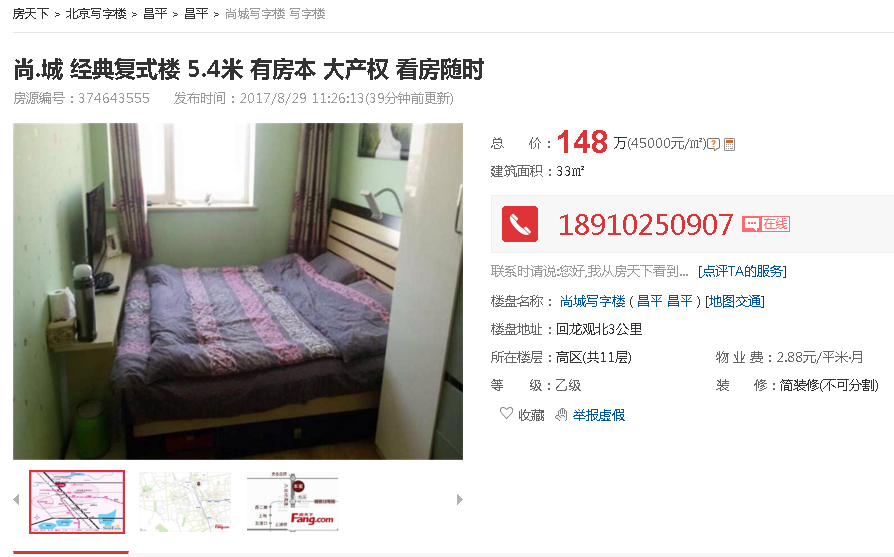 房天下 > 北京写字楼 > 昌平 > 昌平 > 尚城写字楼 写字楼
尚.城 经典复式楼 5.4米 有房本 大产权 看房随时
房源编号：374643555 发布时间：2017/8/29 11:26:13(39分钟前更新)
总 价：148万(45000元/㎡)
建筑面积：33㎡
18910250907 在线
联系时请说:您好,我从房天下看到... [点评TA的服务]
楼盘名称： 尚城写字楼 ( 昌平 昌平 ) [地图交通]
楼盘地址：回龙观北3公里
所在楼层：高区(共11层) 物 业 费：2.88元/平米·月
等 级：乙级 装 修：简装修(不可分割)
收藏 举报虚假
Fang.com